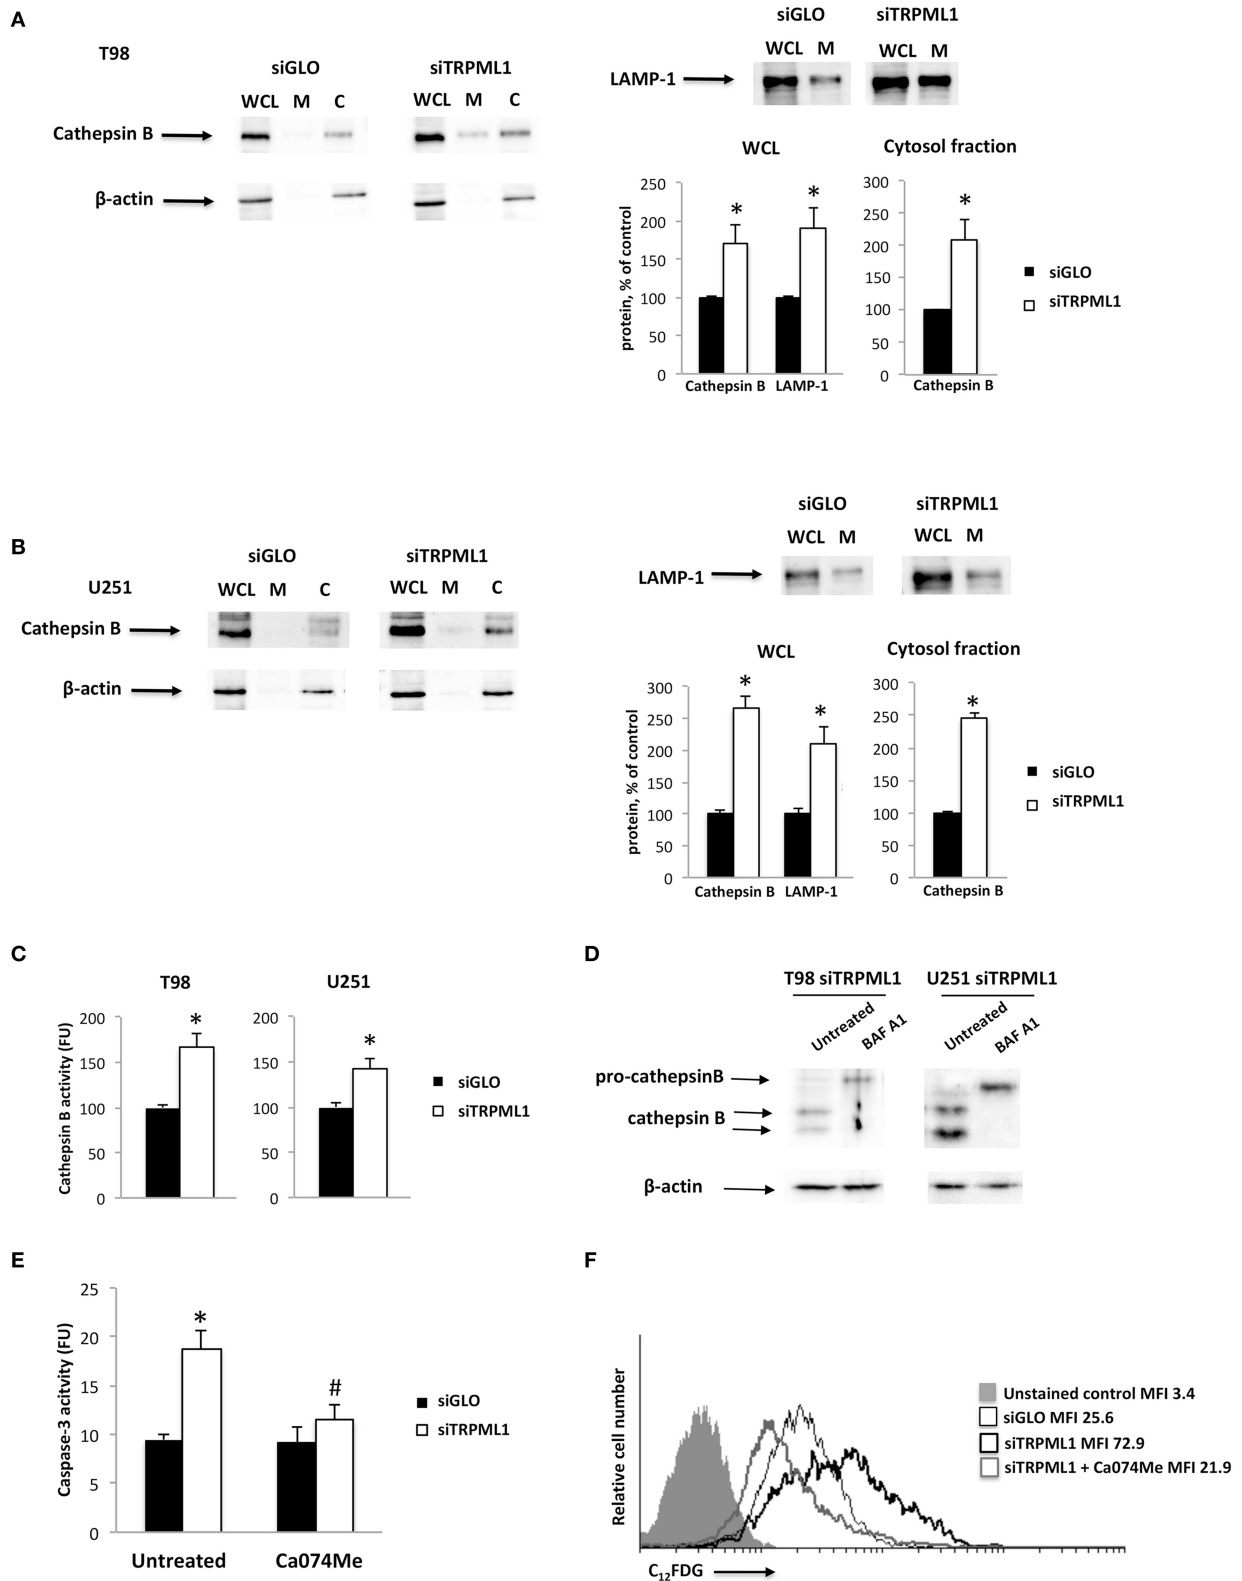 A
T98
siGLO
siTRPML1
WCL M C
WCL M C
Cathepsin B
β-actin
siGLO
siTRPML1
WCL M
WCL M
LAMP-1
WCL
Cytosol fraction
protein, % of control
250
200
150
100
50
0
*
*
Cathepsin B LAMP-1
300
250
200
150
100
50
0
*
Cathepsin B
siGLO
siTRPML1
B
U251
siGLO
siTRPML1
WCL M C
WCL M C
Cathepsin B
β-actin
siGLO
siTRPML1
WCL M
WCL M
LAMP-1
WCL
Cytosol fraction
protein, % of control
300
250
200
150
100
50
0
*
*
Cathepsin B LAMP-1
300
250
200
150
100
50
0
*
Cathepsin B
siGLO
siTRPML1
C
T98
U251
Cathepsin B activity (FU)
200
150
100
50
0
*
200
150
100
50
0
*
siGLO
siTRPML1
D
T98 siTRPML1
U251 siTRPML1
Untreated
BAF A1
Untreated
BAF A1
pro-cathepsinB
cathepsin B
β-actin
E
Caspase-3 acitvity (FU)
25
20
15
10
5
0
*
#
Untreated
Ca074Me
siGLO
siTRPML1
F
Relative cell number
C₁₂FDG
Unstained control MFI 3.4
siGLO MFI 25.6
siTRPML1 MFI 72.9
siTRPML1 + Ca074Me MFI 21.9